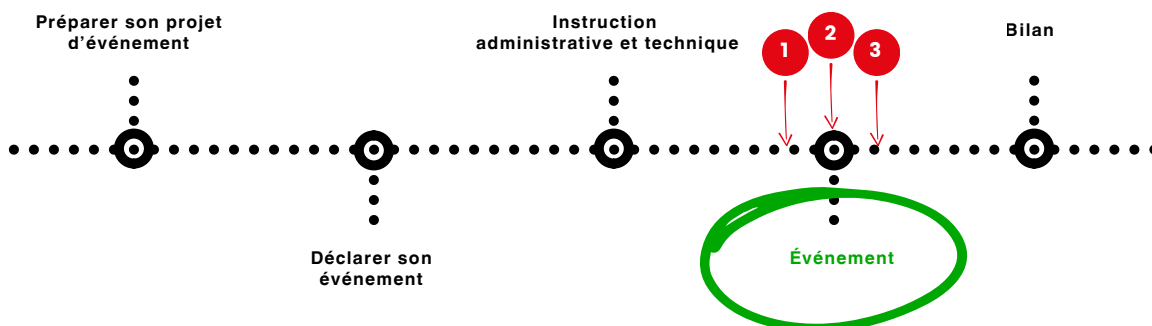 Préparer son projet
d’événement
Instruction
administrative et technique
1
2
3
Bilan
Déclarer son
événement
Événement